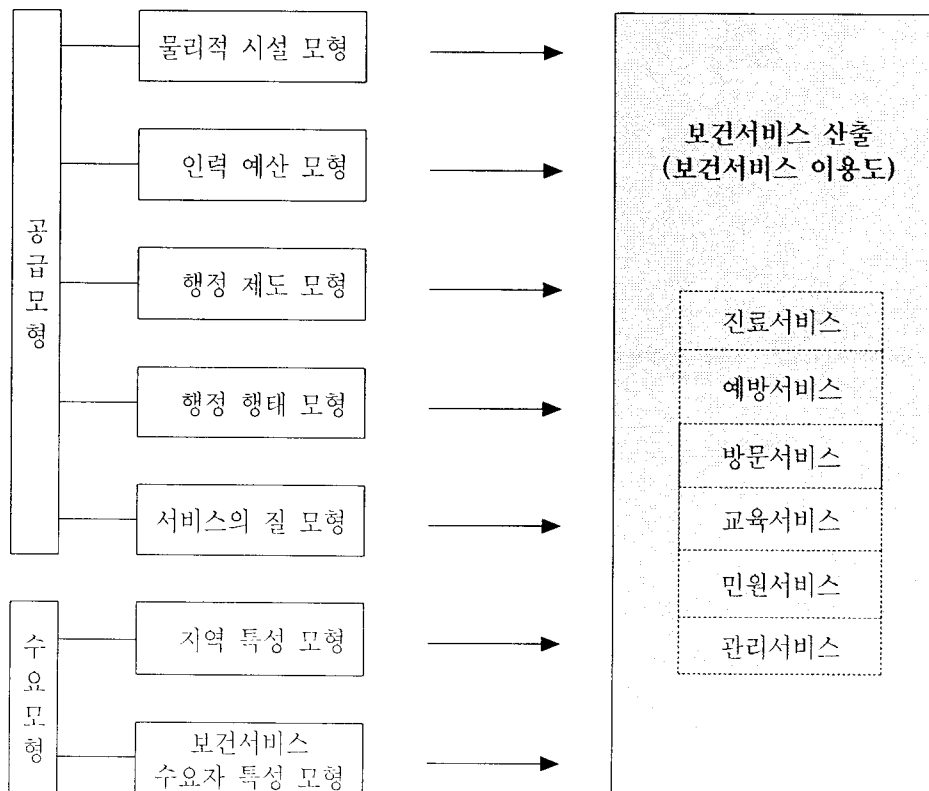 공급모형
물리적 시설 모형
인력 예산 모형
행정 제도 모형
행정 행태 모형
서비스의 질 모형
수요모형
지역 특성 모형
보건서비스
수요자 특성 모형
보건서비스 산출
(보건서비스 이용도)
진료서비스
예방서비스
방문서비스
교육서비스
민원서비스
관리서비스